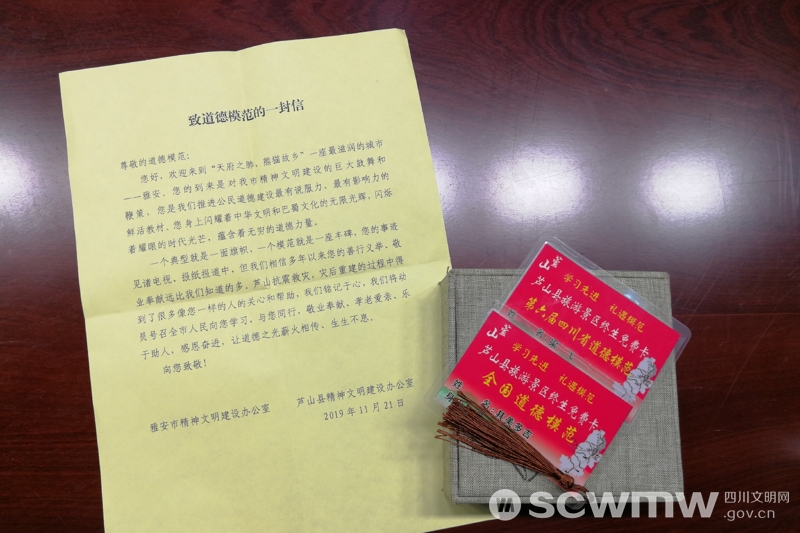 致道德模范的一封信
尊敬的道德模范：
您好，欢迎来到“天府之肺，熊猫故乡”一座最滋润的城市
——雅安。您的到来是对我市精神文明建设的巨大鼓舞和
鞭策，您是我们推进公民道德建设最有说服力、最有影响力的
鲜活教材，您身上闪耀着中华文明和巴蜀文化的无限光辉，闪烁
着耀眼的时代光芒，蕴含着无穷的道德力量。
一个典型就是一面旗帜，一个模范就是一座丰碑，您的事迹
见诸电视、报纸报道中，但我们相信多年以来您的善行义举、敬
业奉献远比我们知道的多。芦山抗震救灾，灾后重建的过程中得
到了很多像您一样的人的关心和帮助，我们铭记于心，我们将动
员号召全市人民向您学习、与您同行，敬业奉献、孝老爱亲、乐
于助人，感恩奋进，让道德之光薪火相传、生生不息。
向您致敬！
雅安市精神文明建设办公室
芦山县精神文明建设办公室
2019年11月21日
学习先进 礼遇模范
芦山县旅游景区终生免费卡
第六届四川省道德模范
学习先进 礼遇模范
芦山县旅游景区终生免费卡
全国道德模范
姓
scwmw 四川文明网
.gov.cn